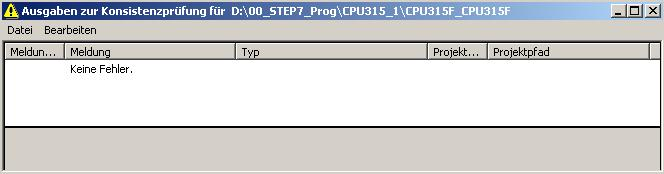 Ausgaben zur Konsistenzprüfung für D:\00_STEP7_Prog\CPU315_1\CPU315F_CPU315F
Datei Bearbeiten
Meldun... Meldung Typ Projekt... Projektpfad
Keine Fehler.